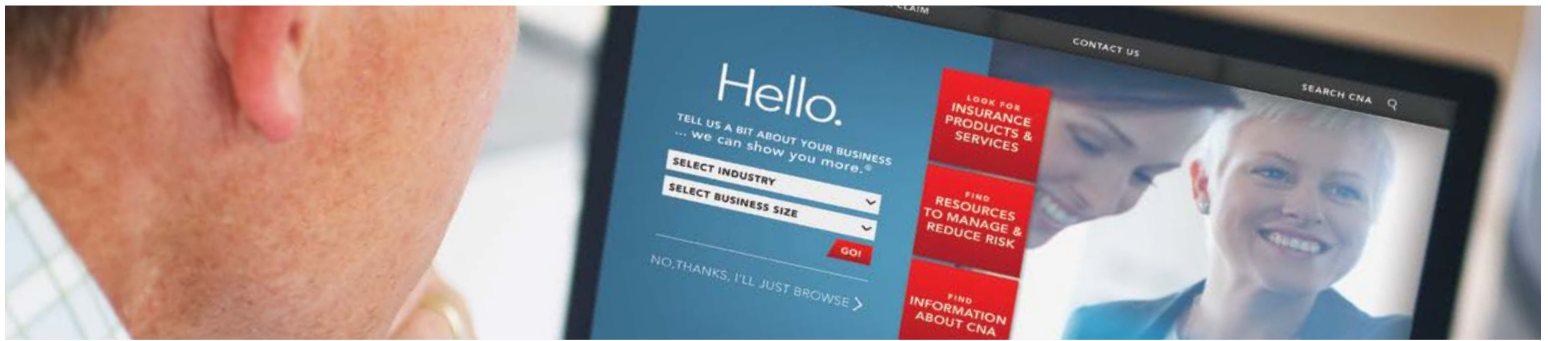 CLAIM
CONTACT US
SEARCH CNA
Hello.
TELL US A BIT ABOUT YOUR BUSINESS
... we can show you more.®
SELECT INDUSTRY
SELECT BUSINESS SIZE
GO!
NO,THANKS, I'LL JUST BROWSE >
LOOK FOR
INSURANCE
PRODUCTS &
SERVICES
FIND
RESOURCES
TO MANAGE &
REDUCE RISK
FIND
INFORMATION
ABOUT CNA